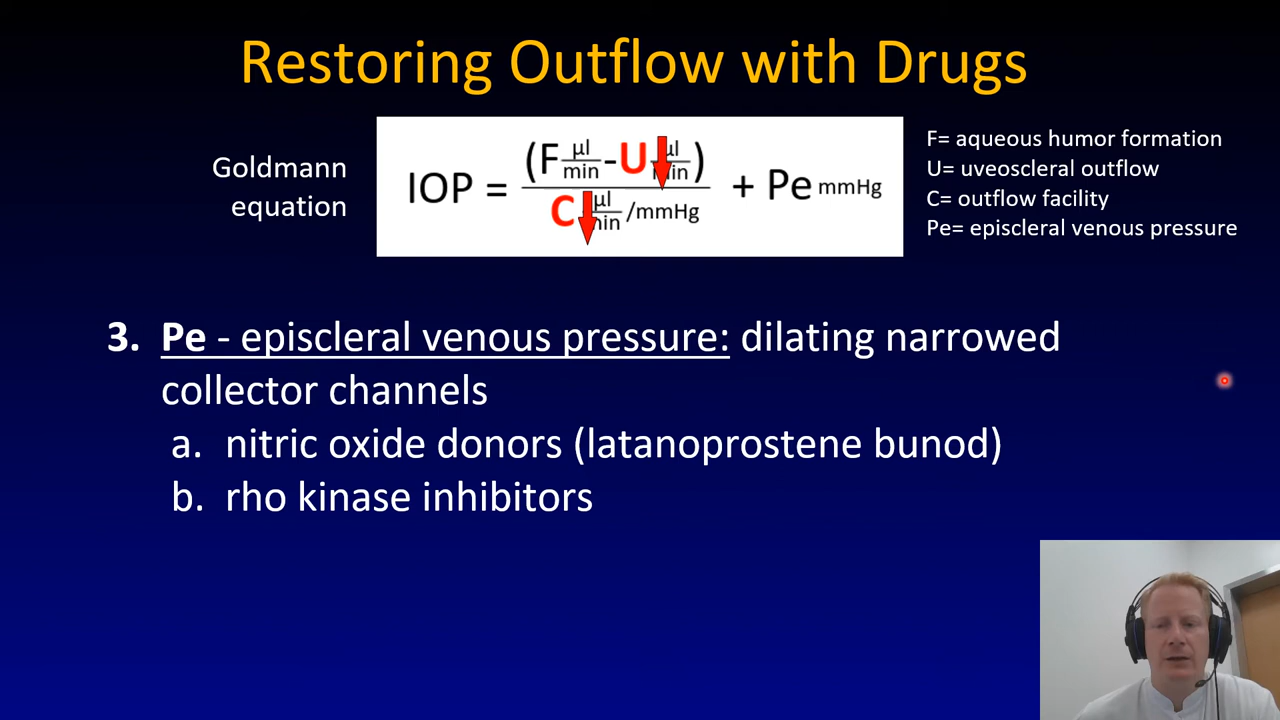 Restoring Outflow with Drugs
Goldmann
equation
IOP = (F μl/min - U μl/min) / C μl/min /mmHg + Pe mmHg
F= aqueous humor formation
U= uveoscleral outflow
C= outflow facility
Pe= episcleral venous pressure
3. Pe - episcleral venous pressure: dilating narrowed
collector channels
a. nitric oxide donors (latanoprostene bunod)
b. rho kinase inhibitors